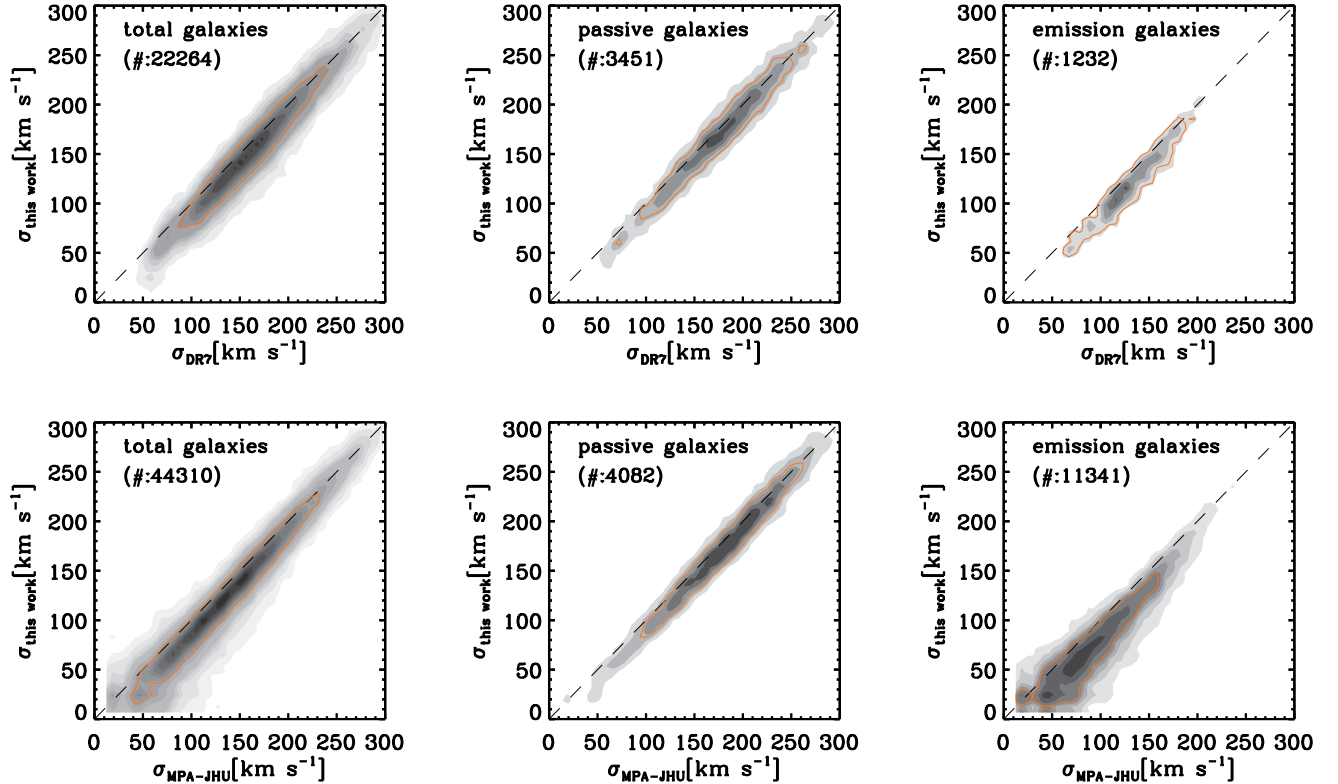 total galaxies
(#:22264)
σthis work[km s⁻¹]
300
250
200
150
100
50
0
0 50 100 150 200 250 300
σDR7[km s⁻¹]
passive galaxies
(#:3451)
σthis work[km s⁻¹]
300
250
200
150
100
50
0
0 50 100 150 200 250 300
σDR7[km s⁻¹]
emission galaxies
(#:1232)
σthis work[km s⁻¹]
300
250
200
150
100
50
0
0 50 100 150 200 250 300
σDR7[km s⁻¹]
total galaxies
(#:44310)
σthis work[km s⁻¹]
300
250
200
150
100
50
0
0 50 100 150 200 250 300
σMPA-JHU[km s⁻¹]
passive galaxies
(#:4082)
σthis work[km s⁻¹]
300
250
200
150
100
50
0
0 50 100 150 200 250 300
σMPA-JHU[km s⁻¹]
emission galaxies
(#:11341)
σthis work[km s⁻¹]
300
250
200
150
100
50
0
0 50 100 150 200 250 300
σMPA-JHU[km s⁻¹]